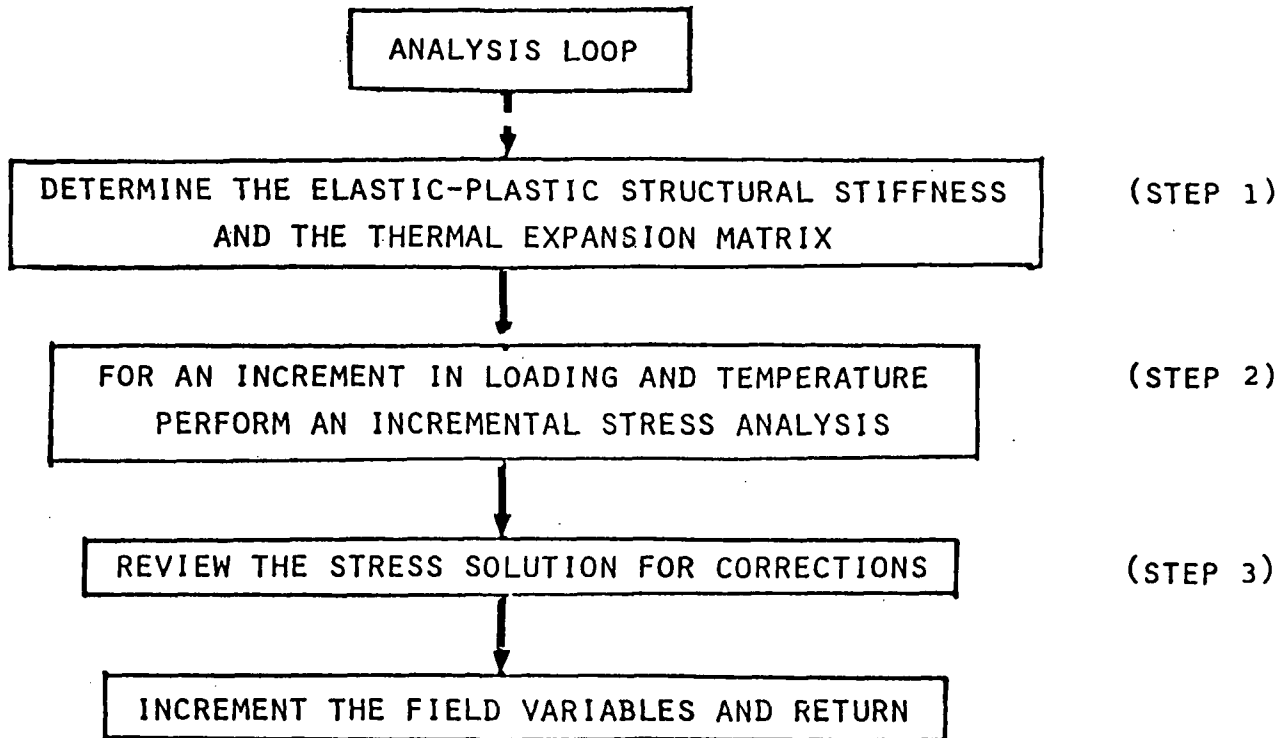 ANALYSIS LOOP
DETERMINE THE ELASTIC-PLASTIC STRUCTURAL STIFFNESS
AND THE THERMAL EXPANSION MATRIX
(STEP 1)
FOR AN INCREMENT IN LOADING AND TEMPERATURE
PERFORM AN INCREMENTAL STRESS ANALYSIS
(STEP 2)
REVIEW THE STRESS SOLUTION FOR CORRECTIONS
(STEP 3)
INCREMENT THE FIELD VARIABLES AND RETURN